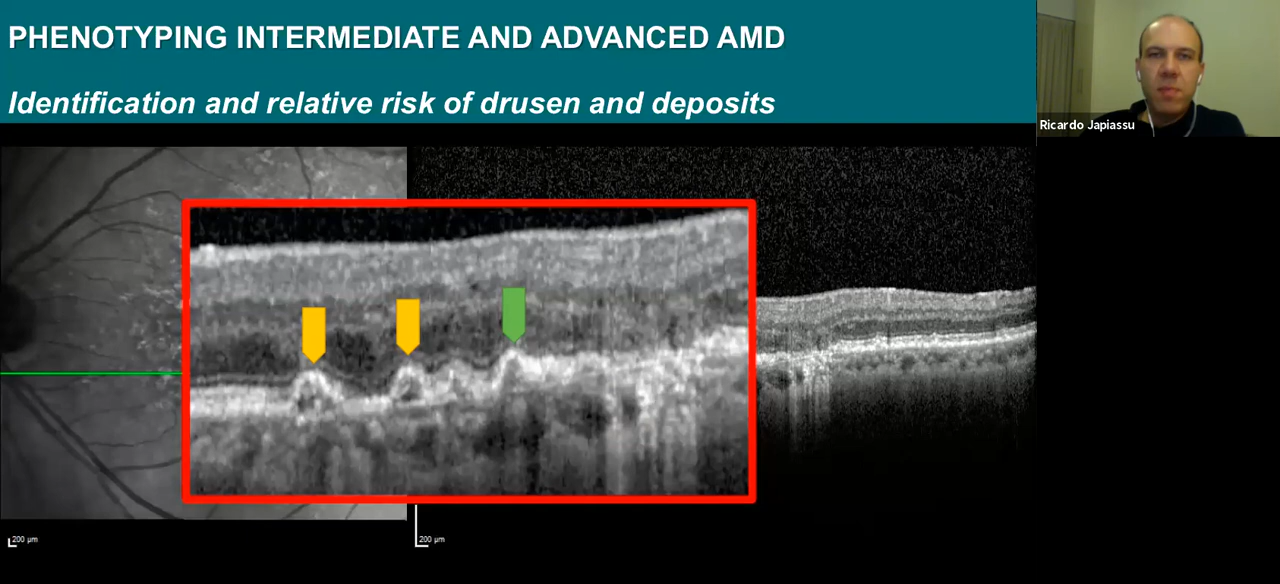 PHENOTYPING INTERMEDIATE AND ADVANCED AMD
Identification and relative risk of drusen and deposits
Ricardo Japiassu
200 µm
200 µm